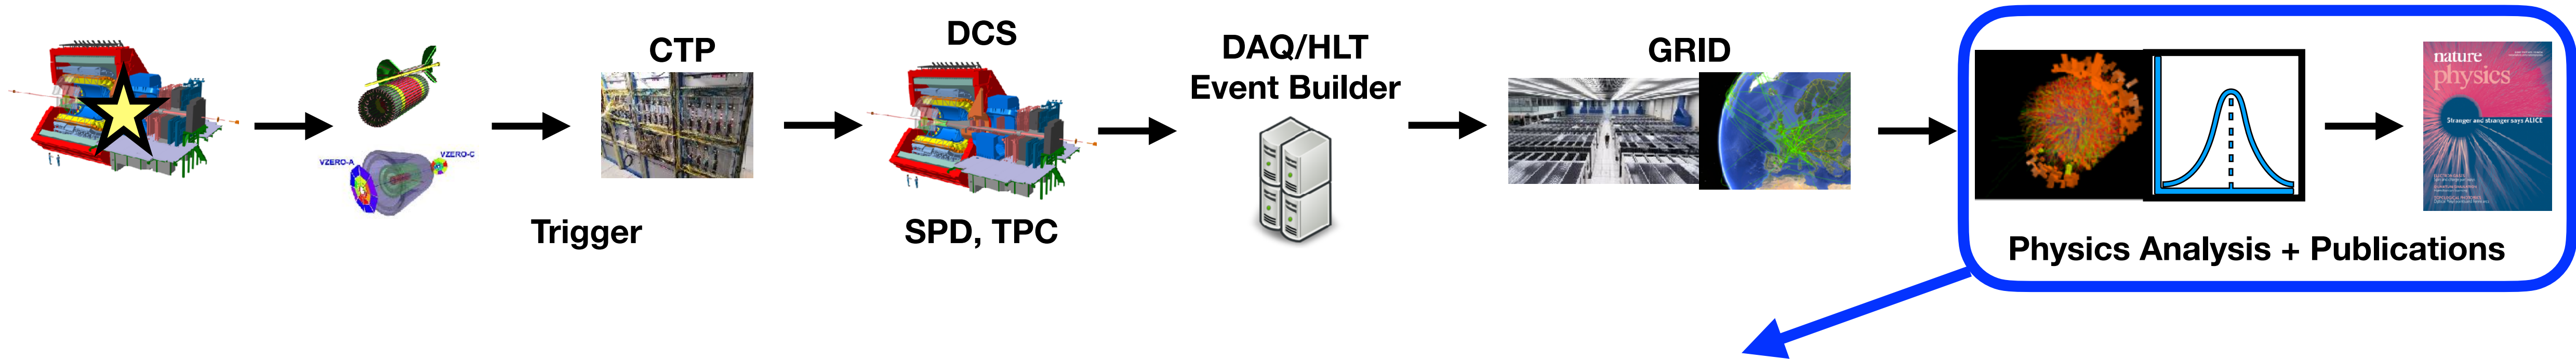 CTP
DCS
DAQ/HLT
Event Builder
GRID
nature
physics
Stranger and stranger says ALICE
VZERO-A
VZERO-C
Trigger
SPD, TPC
Physics Analysis + Publications